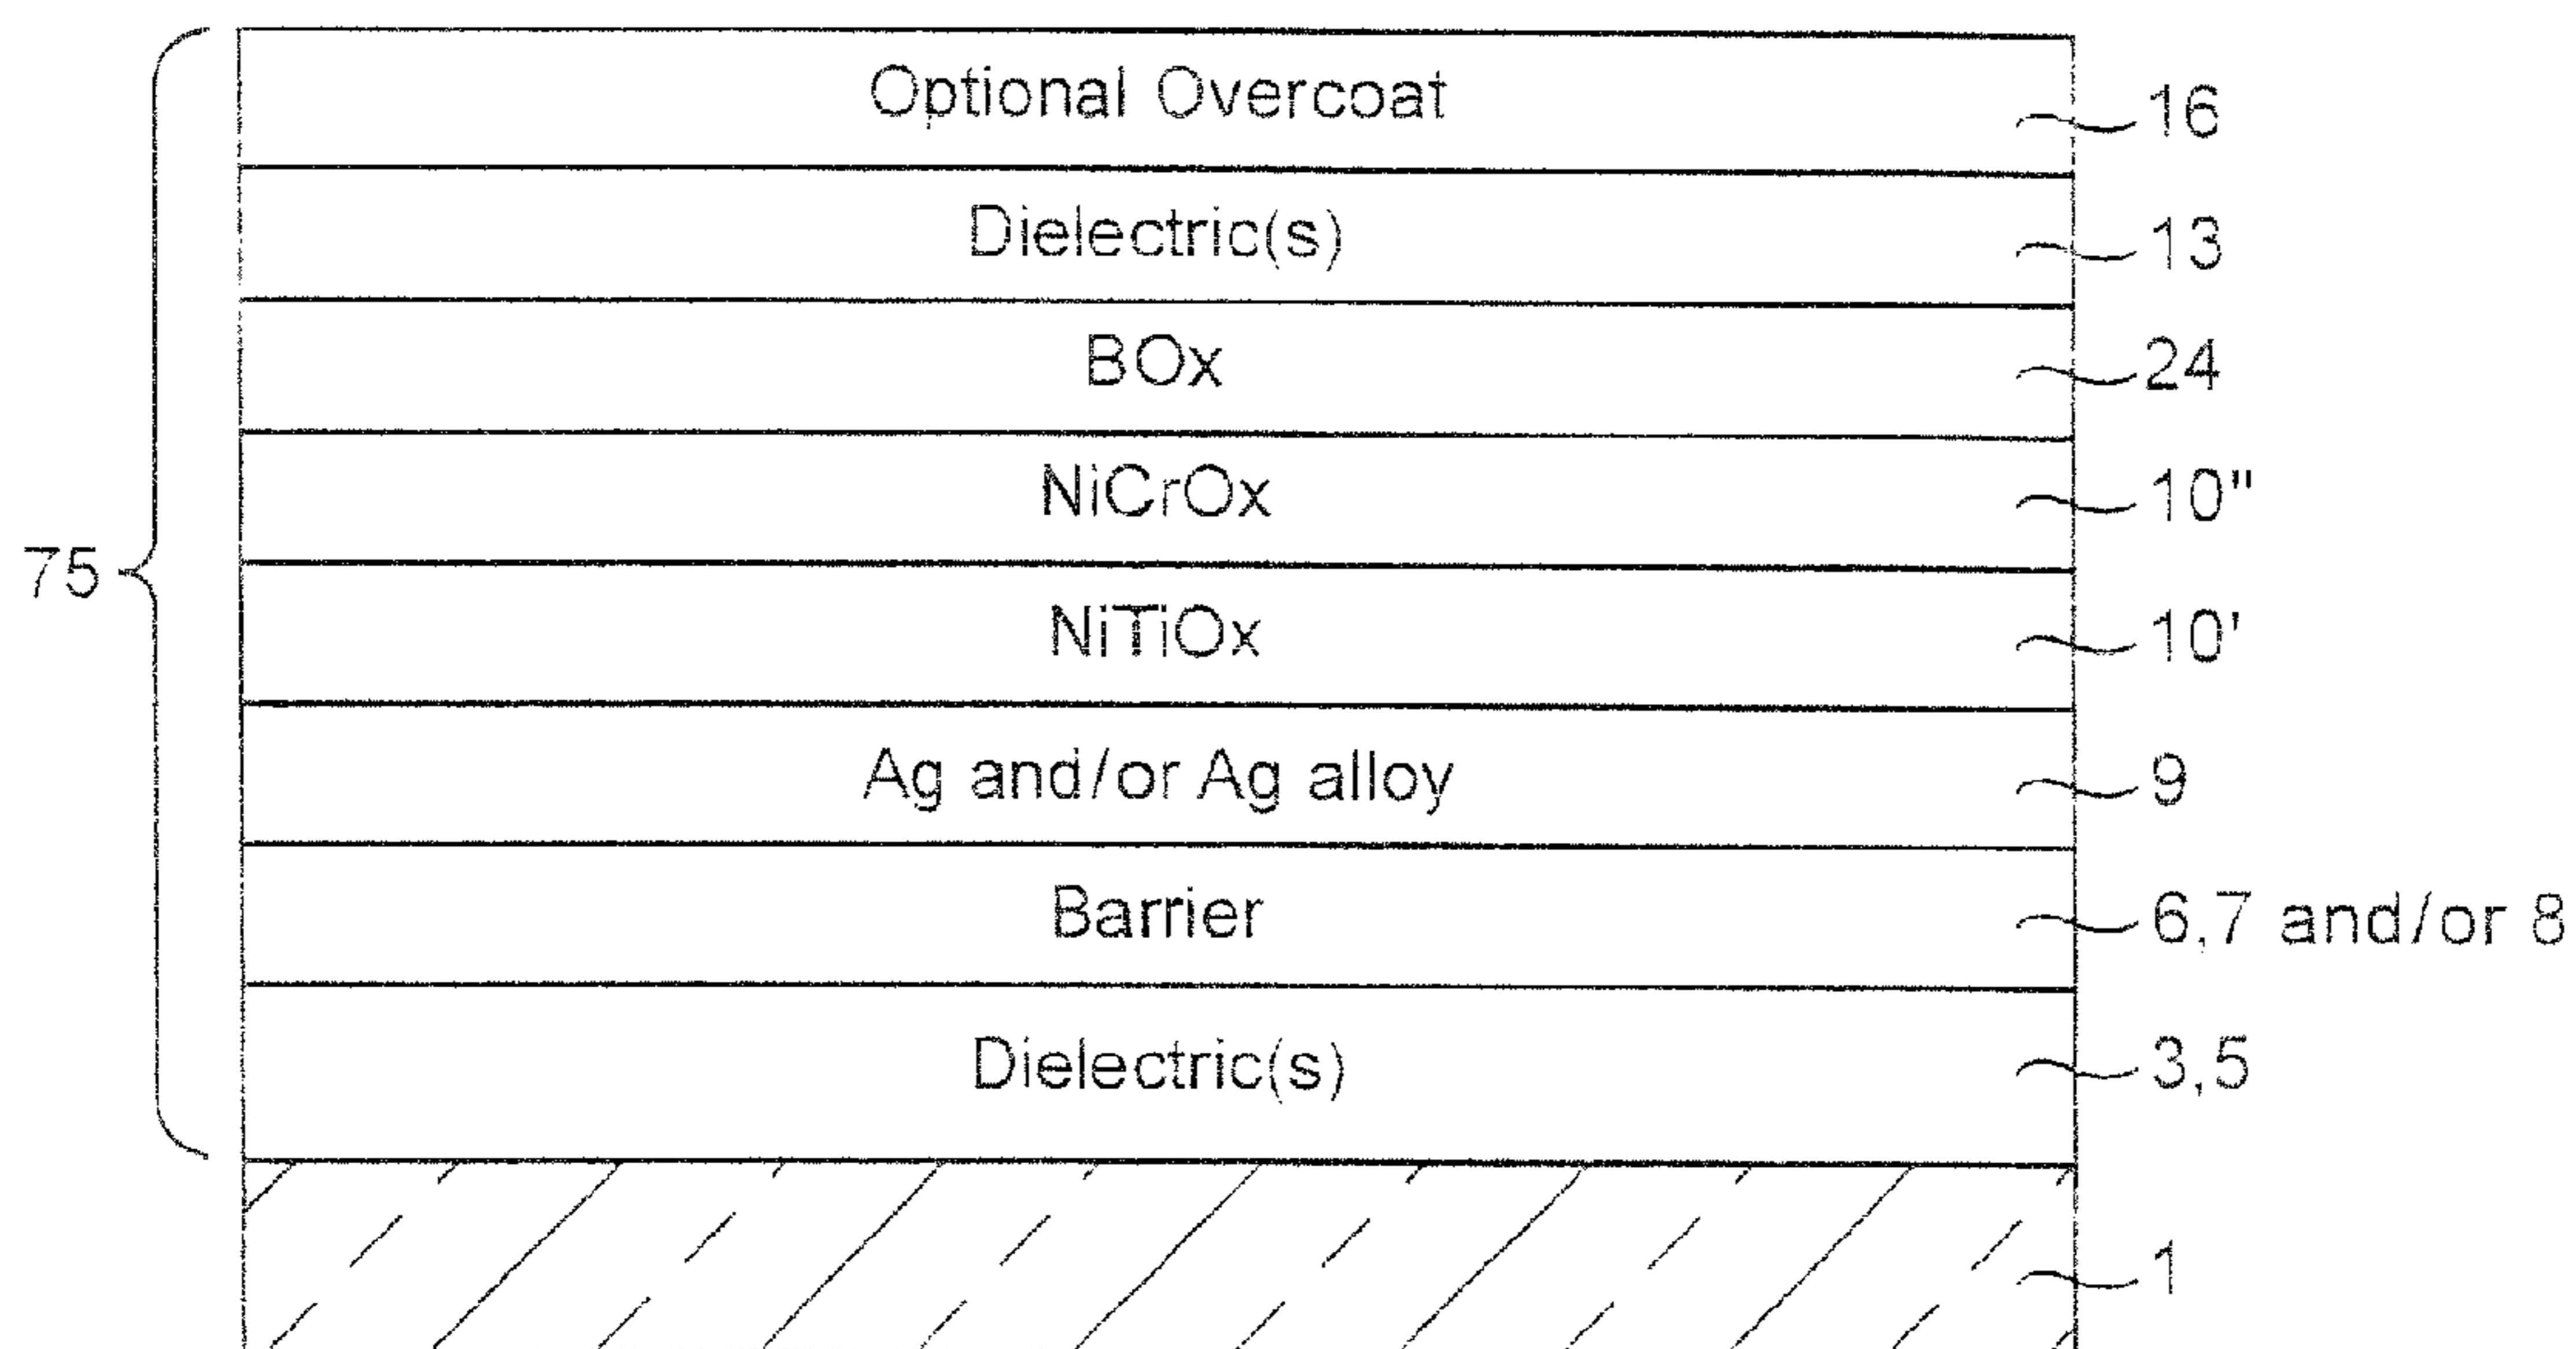 Optional Overcoat 16
Dielectric(s) 13
BOx 24
NiCrOx 10"
75
NiTiOx 10'
Ag and/or Ag alloy 9
Barrier 6,7 and/or 8
Dielectric(s) 3,5
1